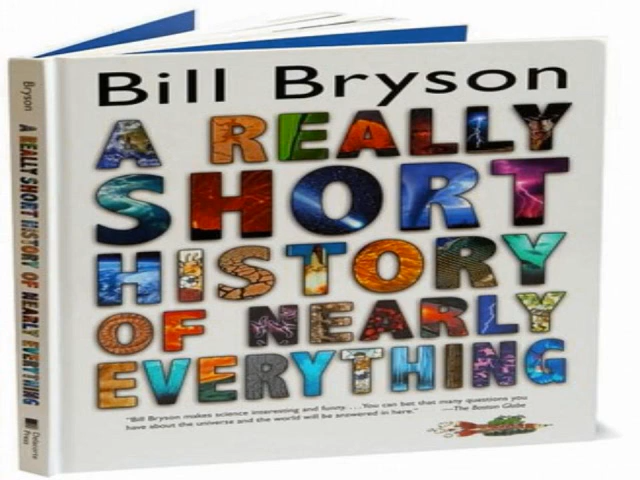 Bill Bryson
A REALLY
SHORT
HISTORY
OF NEARLY
EVERYTHING
"Bill Bryson makes science interesting and funny. . . . You can bet that many questions you
have about the universe and the world will be answered in here." —The Boston Globe
Bryson
A REALLY SHORT HISTORY OF NEARLY EVERYTHING
Delacorte
Press